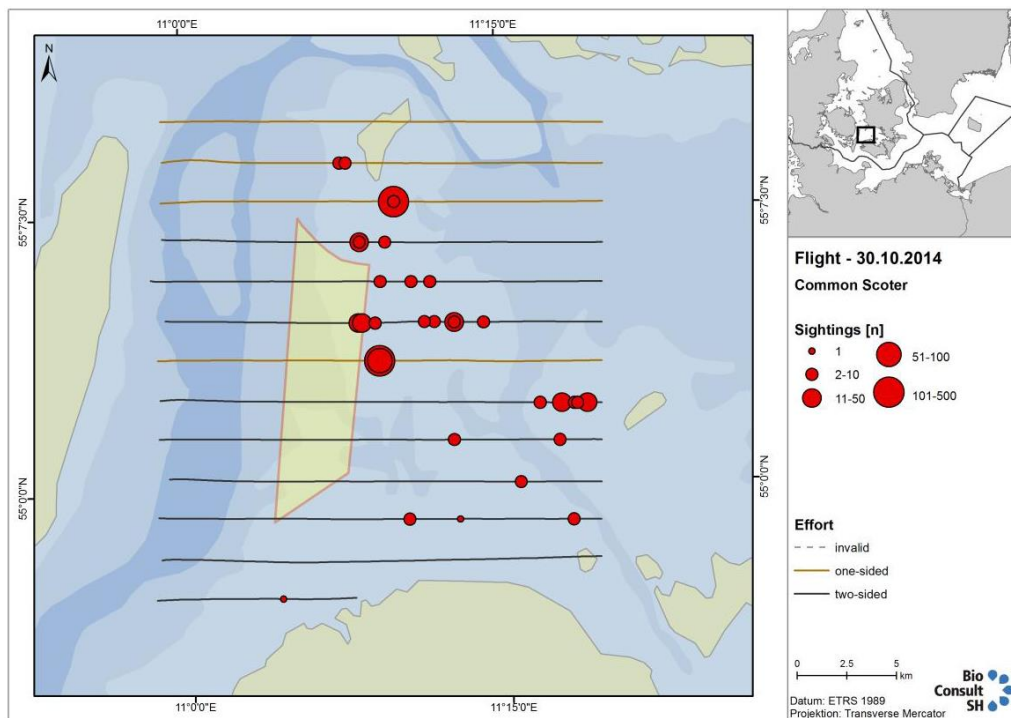 11°0'0"E
11°15'0"E
N
55°7'30"N
55°7'30"N
55°0'0"N
55°0'0"N
11°0'0"E
11°15'0"E
Flight - 30.10.2014
Common Scoter
Sightings [n]
1
2-10
11-50
51-100
101-500
Effort
invalid
one-sided
two-sided
0 2.5 5
km
Datum: ETRS 1989
Projektion: Transverse Mercator
Bio
Consult
SH